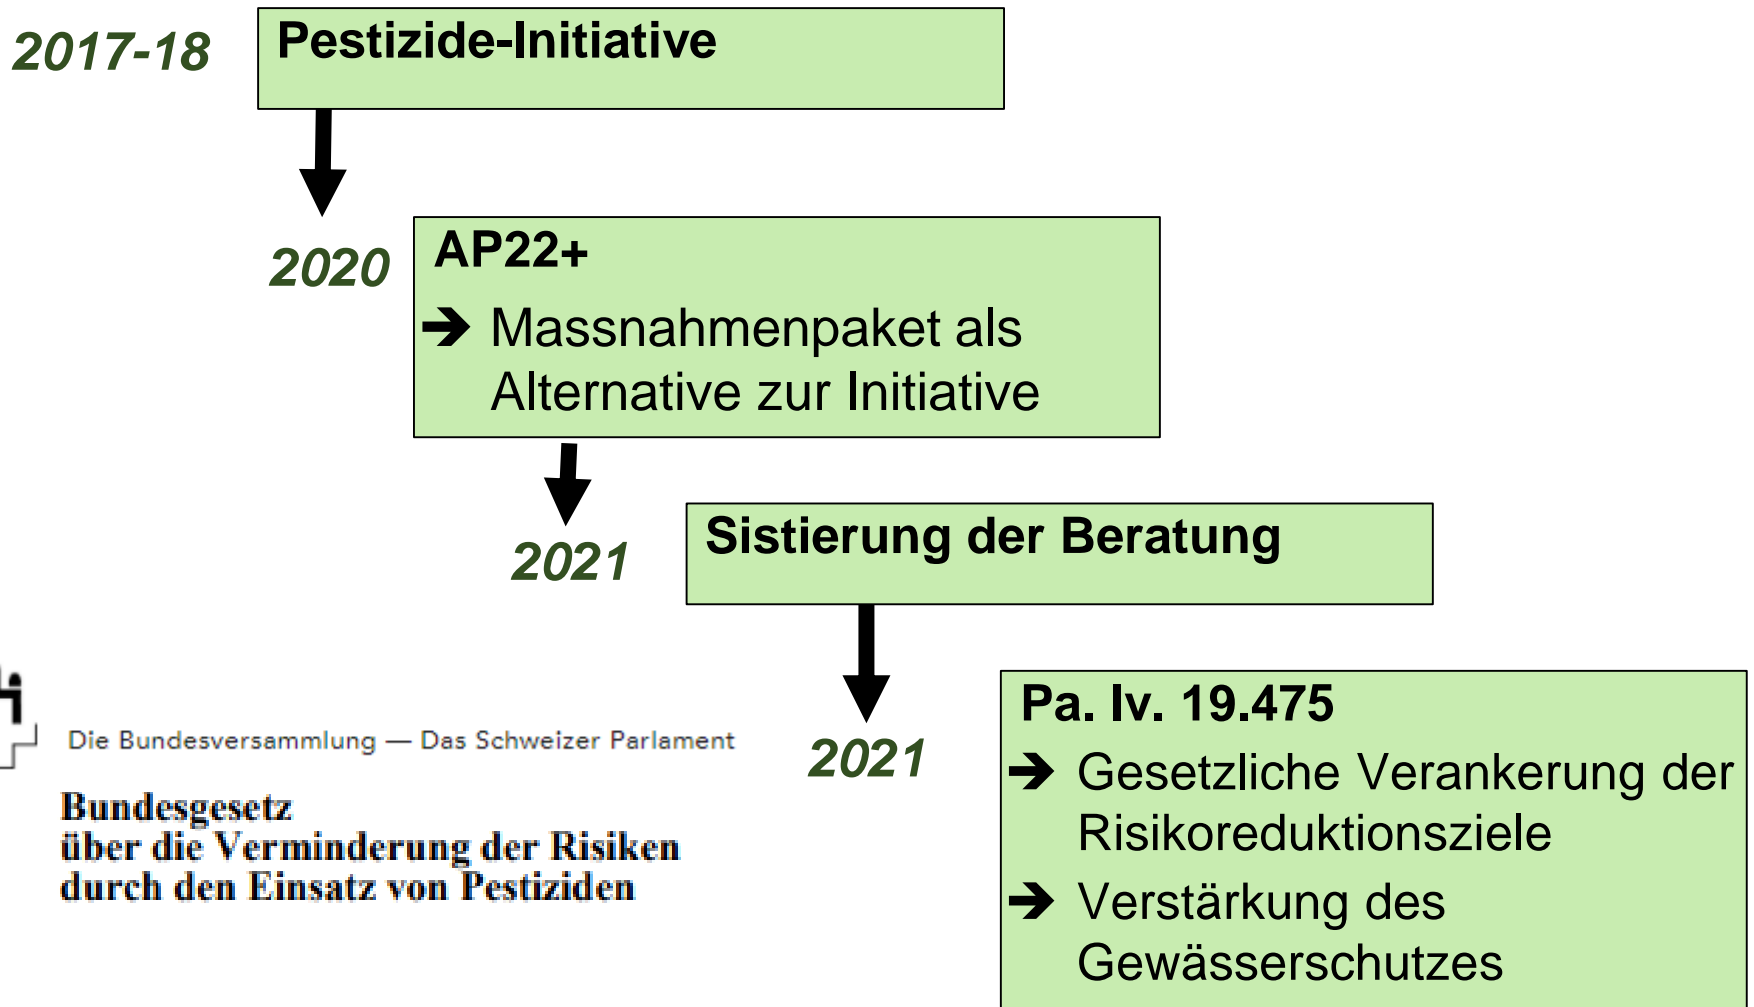 2017-18
Pestizide-Initiative
2020
AP22+
➔ Massnahmenpaket als
Alternative zur Initiative
2021
Sistierung der Beratung
2021
Pa. Iv. 19.475
➔ Gesetzliche Verankerung der
Risikoreduktionsziele
➔ Verstärkung des
Gewässerschutzes
Die Bundesversammlung — Das Schweizer Parlament
Bundesgesetz
über die Verminderung der Risiken
durch den Einsatz von Pestiziden